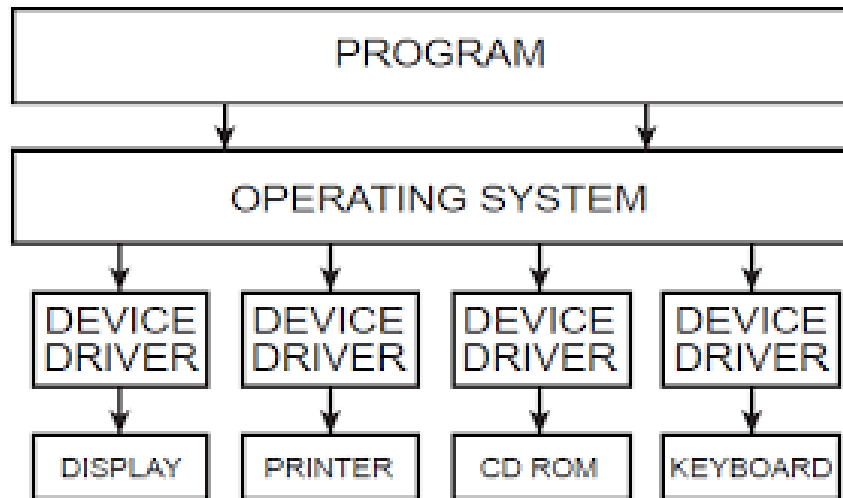 PROGRAM
OPERATING SYSTEM
DEVICE DRIVER
DEVICE DRIVER
DEVICE DRIVER
DEVICE DRIVER
DISPLAY
PRINTER
CD ROM
KEYBOARD